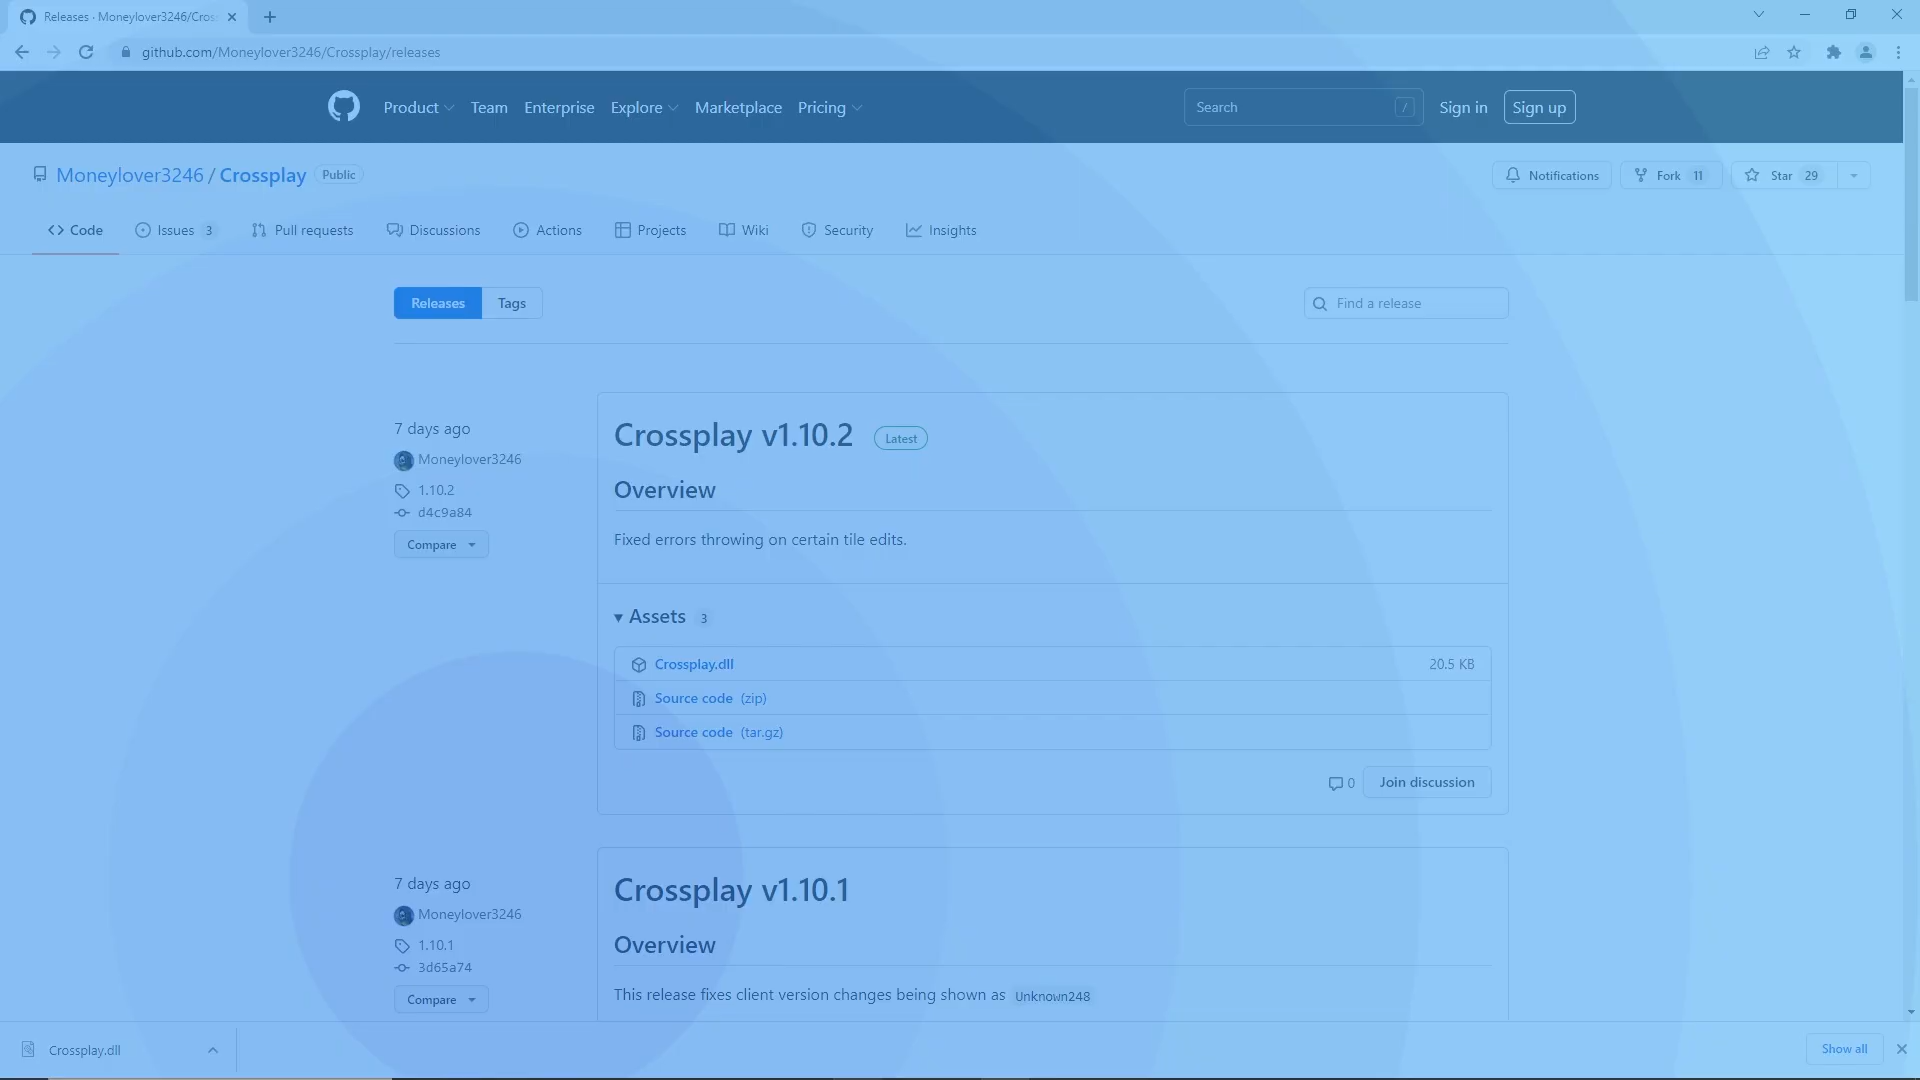 Releases · Moneylover3246/Cros
github.com/Moneylover3246/Crossplay/releases
Product Team Enterprise Explore Marketplace Pricing Search / Sign in Sign up
Moneylover3246 / Crossplay Public Notifications Fork 11 Star 29
Code Issues 3 Pull requests Discussions Actions Projects Wiki Security Insights
Releases Tags Find a release
7 days ago
Moneylover3246
1.10.2
d4c9a84
Compare
Crossplay v1.10.2 Latest
Overview
Fixed errors throwing on certain tile edits.
Assets 3
Crossplay.dll 20.5 KB
Source code (zip)
Source code (tar.gz)
0 Join discussion
7 days ago
Moneylover3246
1.10.1
3d65a74
Compare
Crossplay v1.10.1
Overview
This release fixes client version changes being shown as Unknown248
Crossplay.dll Show all